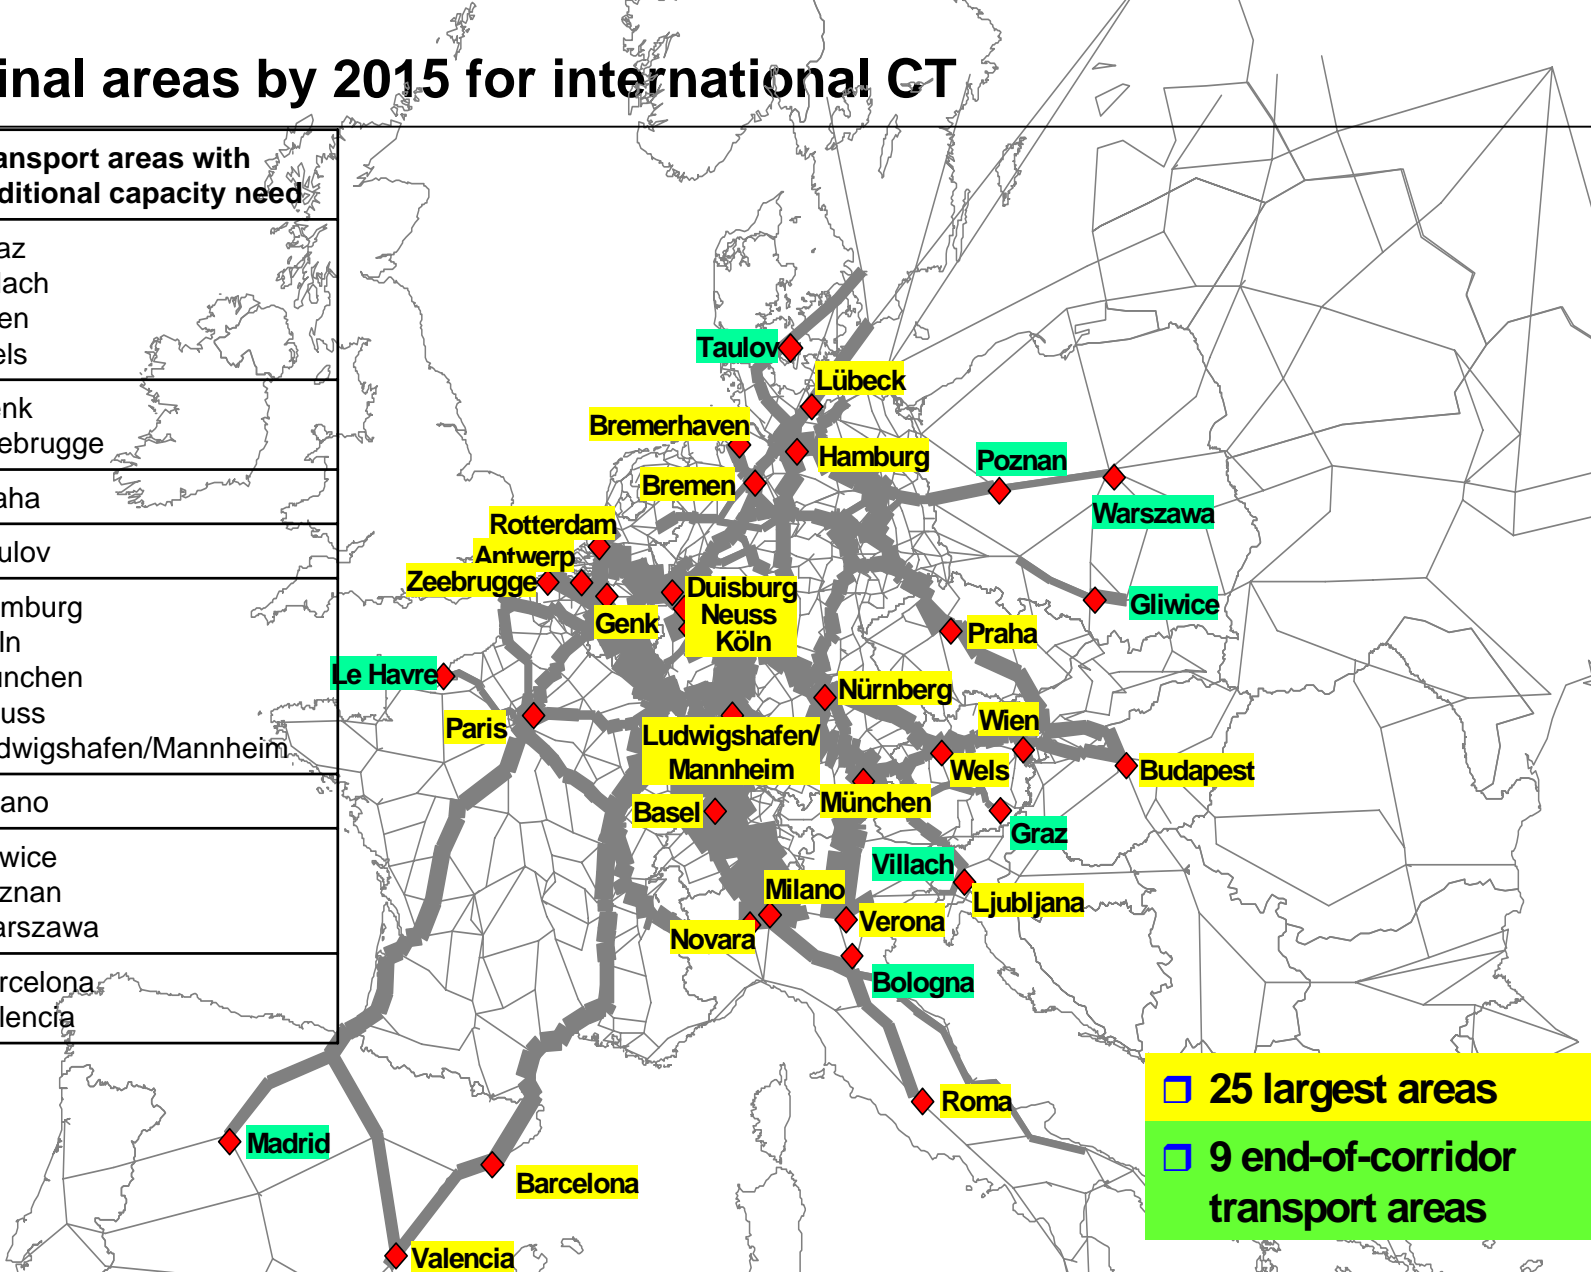 inal areas by 2015 for international CT
ansport areas with
ditional capacity need
az
lach
en
els
enk
ebrugge
aha
ulov
mburg
ln
nchen
uss
dwigshafen/Mannheim
ano
wice
znan
arszawa
rcelona
lencia
Taulov
Lübeck
Bremerhaven
Hamburg
Bremen
Poznan
Warszawa
Rotterdam
Antwerp
Zeebrugge
Duisburg
Neuss
Köln
Genk
Gliwice
Praha
Le Havre
Nürnberg
Paris
Wien
Ludwigshafen/
Mannheim
Wels
Budapest
München
Basel
Graz
Villach
Milano
Ljubljana
Verona
Novara
Bologna
Roma
Madrid
Barcelona
Valencia
25 largest areas
9 end-of-corridor
transport areas